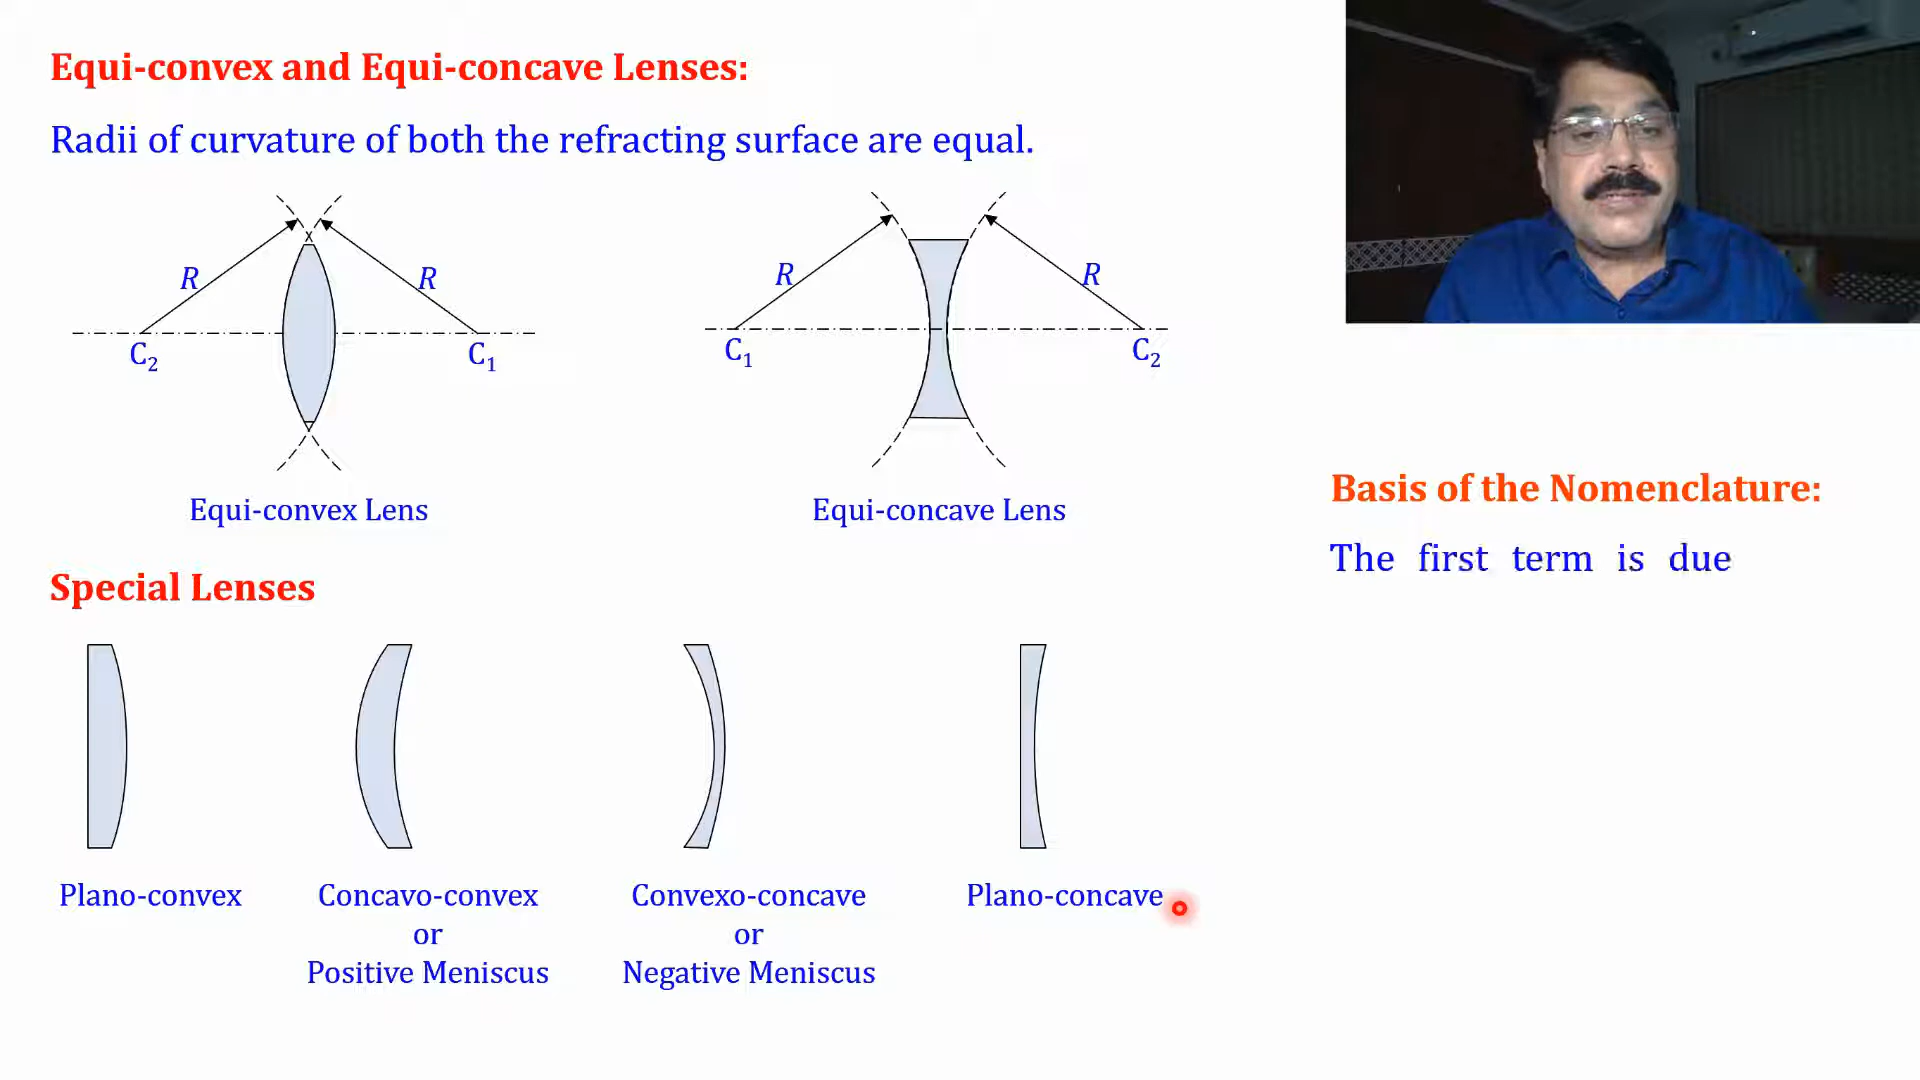 Equi-convex and Equi-concave Lenses:
Radii of curvature of both the refracting surface are equal.
R
R
C₂
C₁
Equi-convex Lens
R
R
C₁
C₂
Equi-concave Lens
Basis of the Nomenclature:
The first term is due
Special Lenses
Plano-convex
Concavo-convex
or
Positive Meniscus
Convexo-concave
or
Negative Meniscus
Plano-concave